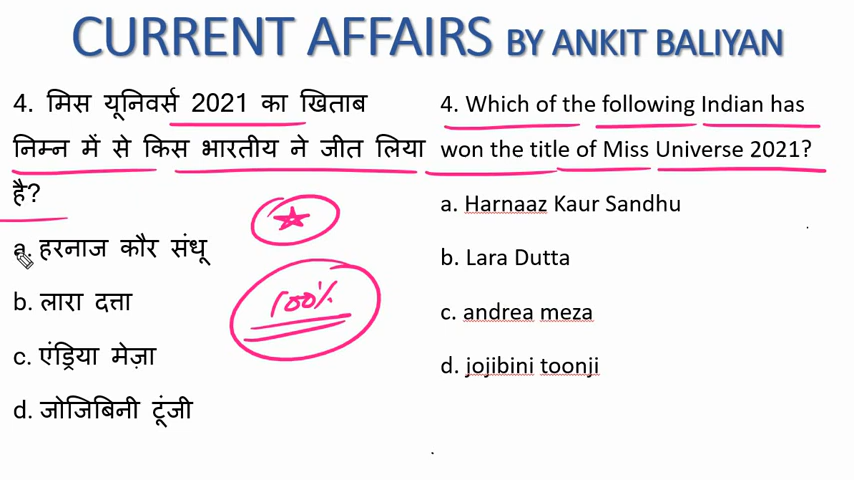 CURRENT AFFAIRS BY ANKIT BALIYAN
4. मिस यूनिवर्स 2021 का खिताब
निम्न में से किस भारतीय ने जीत लिया
है?
a. हरनाज कौर संधू
b. लारा दत्ता
c. एंड्रिया मेज़ा
d. जोजिबिनी टूंजी
100%
4. Which of the following Indian has
won the title of Miss Universe 2021?
a. Harnaaz Kaur Sandhu
b. Lara Dutta
c. andrea meza
d. jojibini toonji